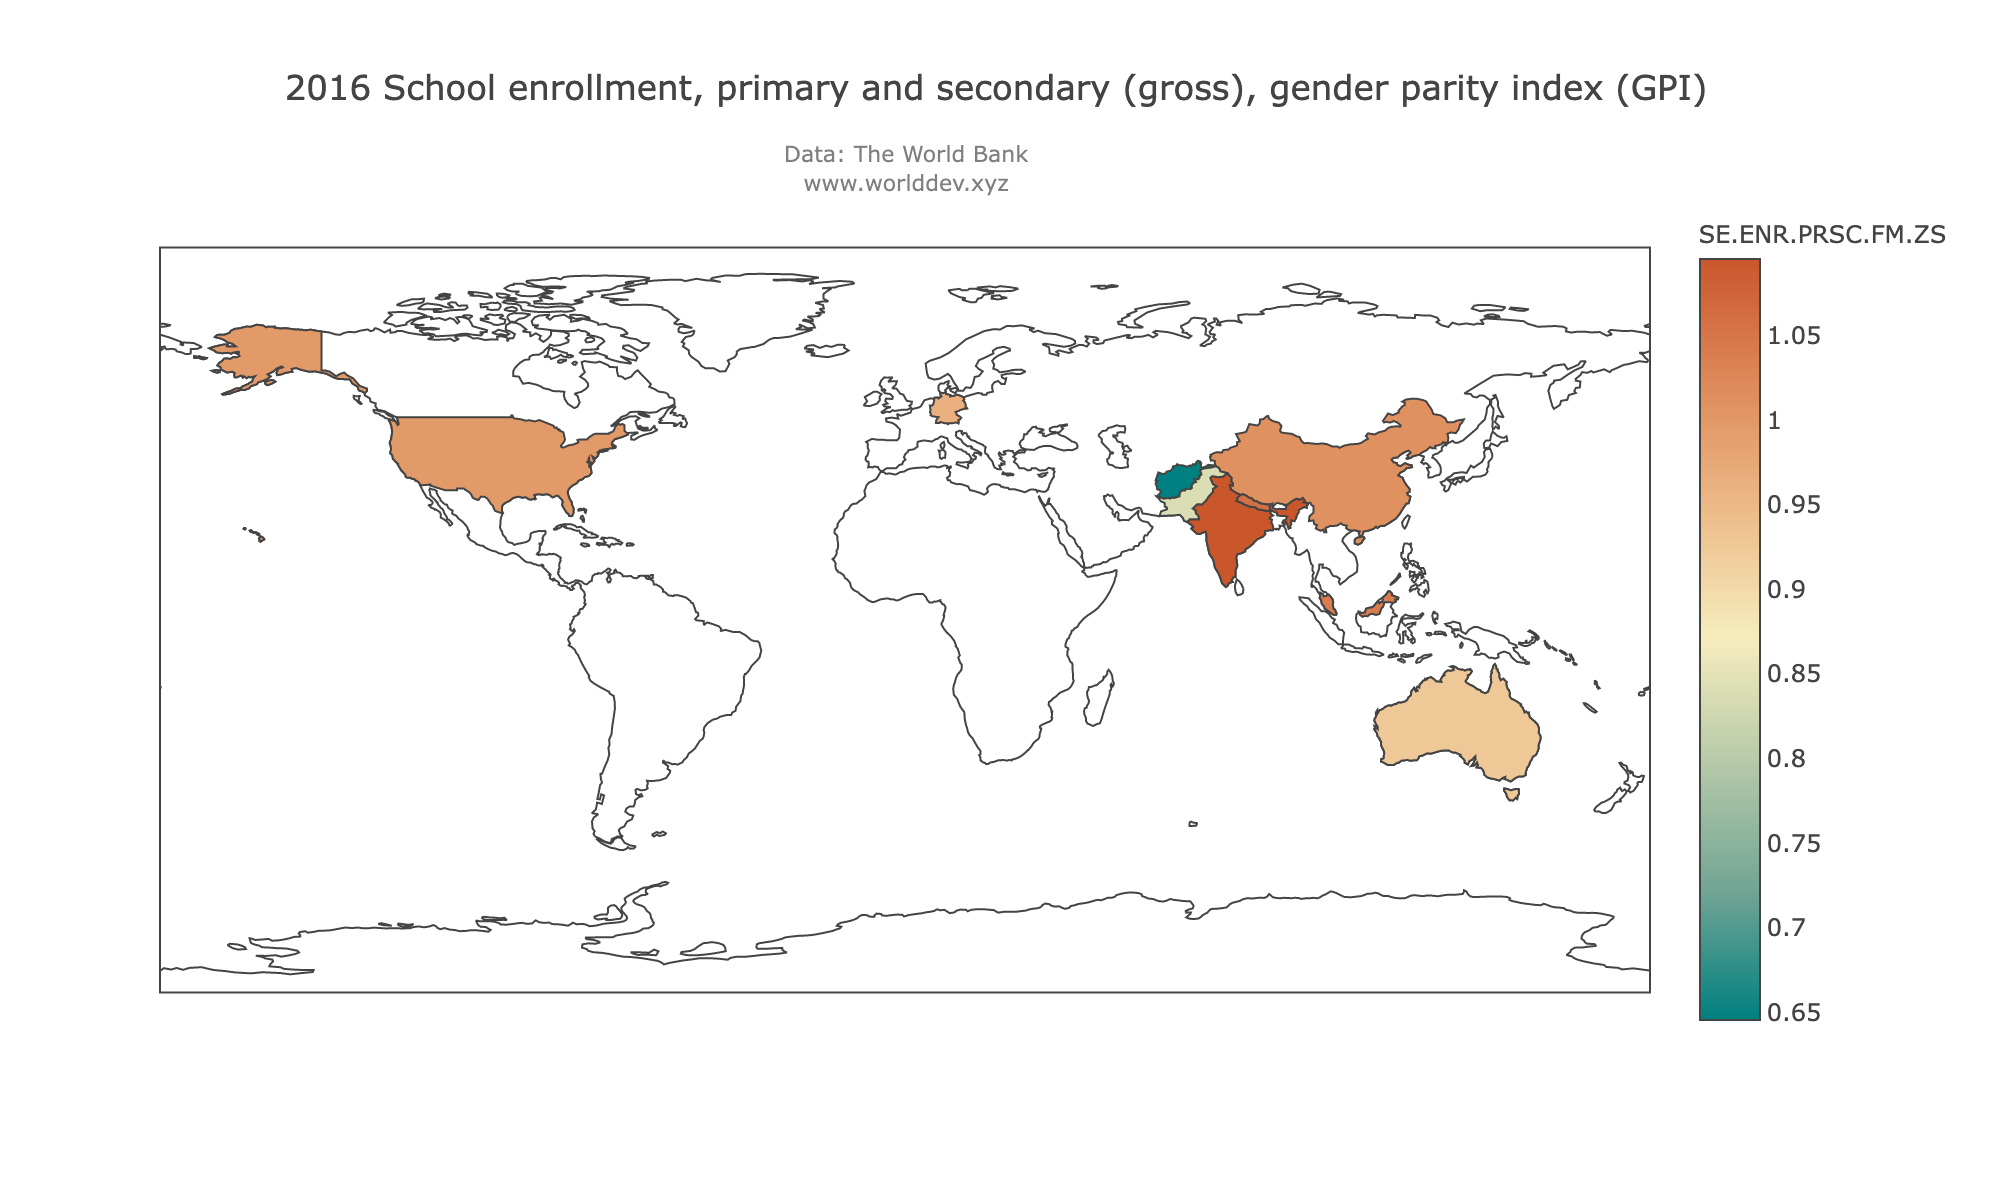 2016 School enrollment, primary and secondary (gross), gender parity index (GPI)
Data: The World Bank
www.worlddev.xyz
SE.ENR.PRSC.FM.ZS
1.05
1
0.95
0.9
0.85
0.8
0.75
0.7
0.65